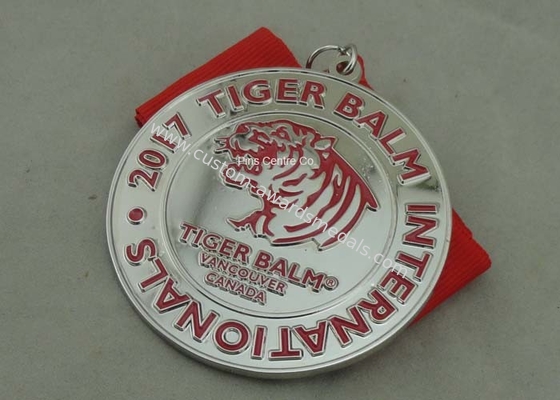 2017 TIGER BALM INTERNATIONALS •
TIGER BALM®
VANCOUVER
CANADA
Pins Centre Co.
www.custom-awardsmedals.com